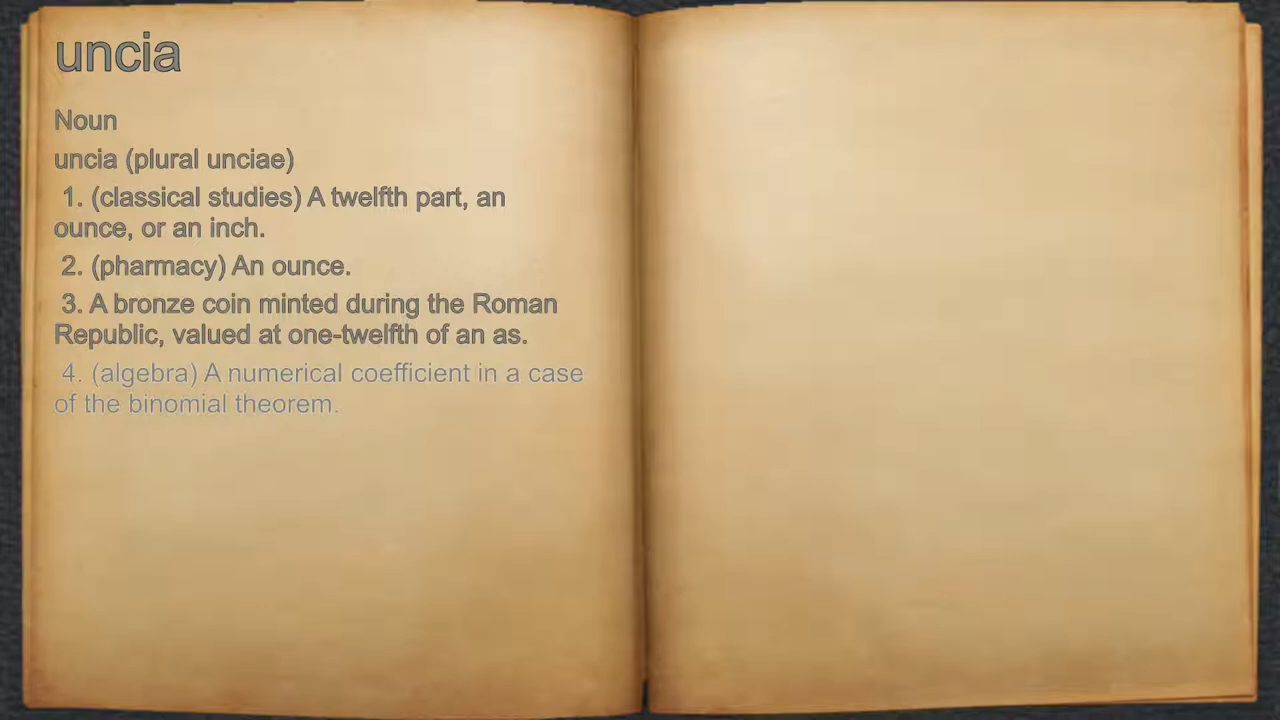 uncia
Noun
uncia (plural unciae)
1. (classical studies) A twelfth part, an
ounce, or an inch.
2. (pharmacy) An ounce.
3. A bronze coin minted during the Roman
Republic, valued at one-twelfth of an as.
4. (algebra) A numerical coefficient in a case
of the binomial theorem.